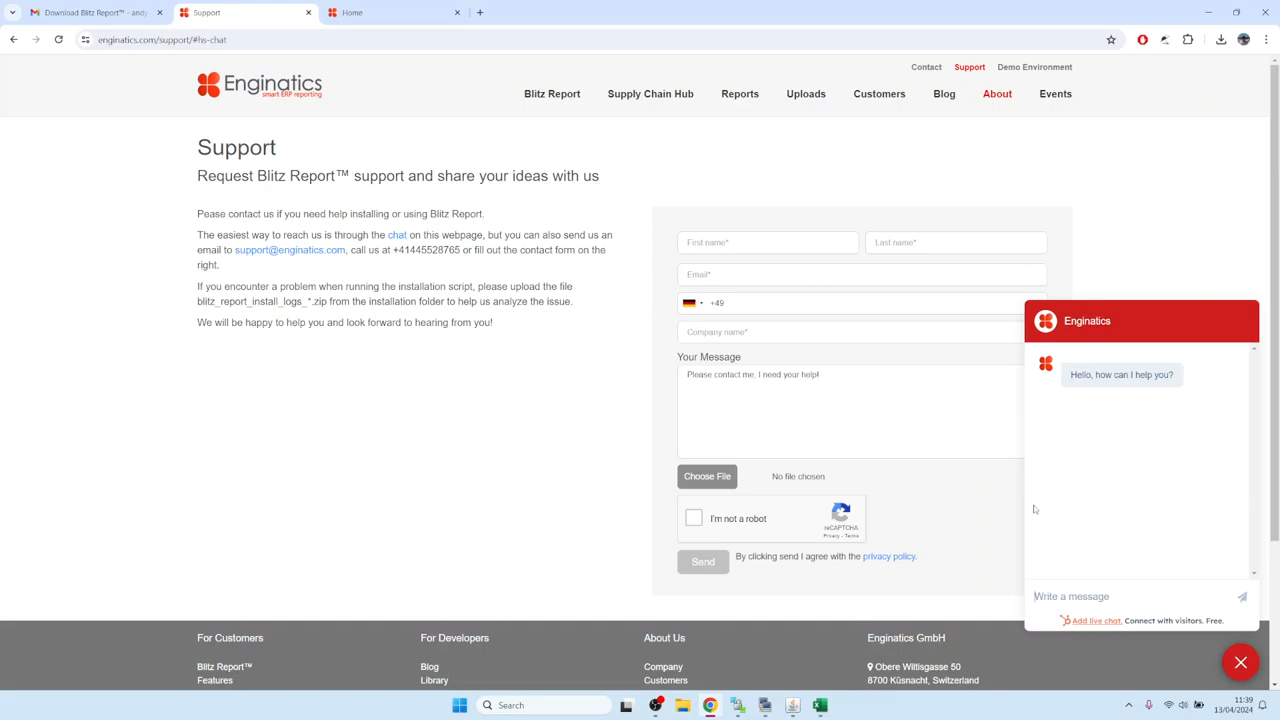 Download Blitz Report™ - andy
Support
Home
enginatics.com/support/#hs-chat
Contact
Support
Demo Environment
Enginatics
smart ERP reporting
Blitz Report
Supply Chain Hub
Reports
Uploads
Customers
Blog
About
Events
Support
Request Blitz Report™ support and share your ideas with us
Pease contact us if you need help installing or using Blitz Report.
The easiest way to reach us is through the chat on this webpage, but you can also send us an
email to support@enginatics.com, call us at +41445528765 or fill out the contact form on the
right.
If you encounter a problem when running the installation script, please upload the file
blitz_report_install_logs_*.zip from the installation folder to help us analyze the issue.
We will be happy to help you and look forward to hearing from you!
First name*
Last name*
Email*
+49
Company name*
Your Message
Please contact me, I need your help!
Choose File
No file chosen
I'm not a robot
reCAPTCHA
Privacy - Terms
Send
By clicking send I agree with the privacy policy.
Enginatics
Hello, how can I help you?
Write a message
Add live chat. Connect with visitors. Free.
For Customers
For Developers
About Us
Enginatics GmbH
Blitz Report™
Blog
Company
Obere Wiltisgasse 50
Features
Library
Customers
8700 Küsnacht, Switzerland
Search
11:39
13/04/2024